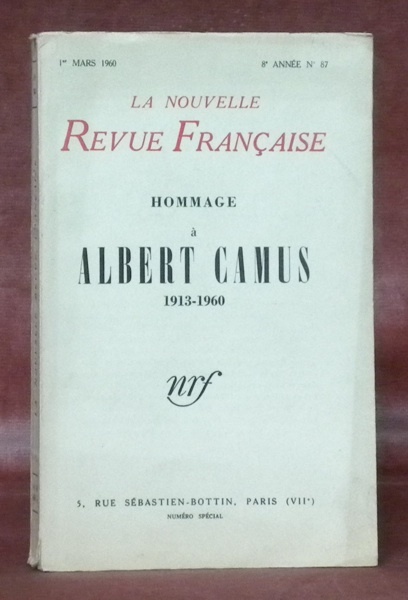 1er MARS 1960 8e ANNÉE N° 87
LA NOUVELLE
REVUE FRANÇAISE
HOMMAGE
à
ALBERT CAMUS
1913-1960
nrf
5, RUE SÉBASTIEN-BOTTIN, PARIS (VIIe)
NUMÉRO SPÉCIAL